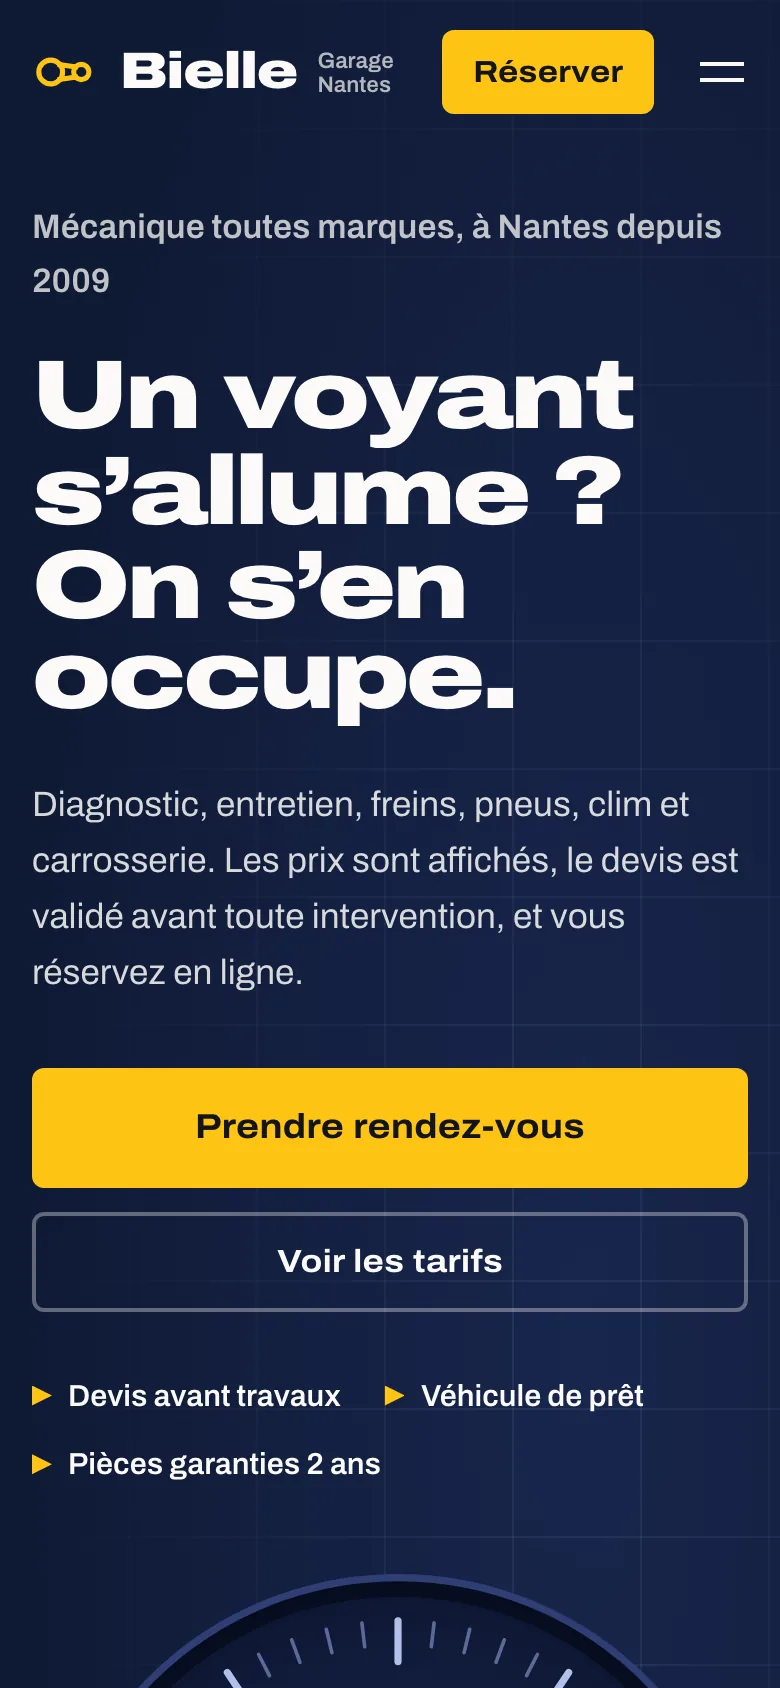 Bielle
Garage
Nantes
Réserver
Mécanique toutes marques, à Nantes depuis
2009
Un voyant
s’allume ?
On s’en
occupe.
Diagnostic, entretien, freins, pneus, clim et
carrosserie. Les prix sont affichés, le devis est
validé avant toute intervention, et vous
réservez en ligne.
Prendre rendez-vous
Voir les tarifs
Devis avant travaux
Véhicule de prêt
Pièces garanties 2 ans